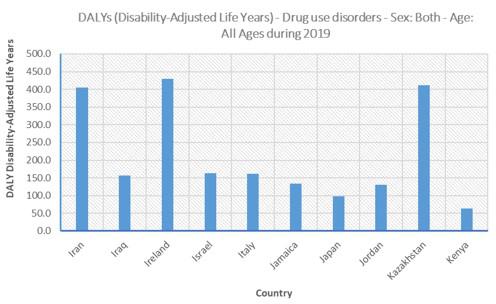 DALYs (Disability-Adjusted Life Years) - Drug use disorders - Sex: Both - Age:
All Ages during 2019
DALY Disability-Adjusted Life Years
500.0
450.0
400.0
350.0
300.0
250.0
200.0
150.0
100.0
50.0
0.0
Iran
Iraq
Ireland
Israel
Italy
Jamaica
Japan
Jordan
Kazakhstan
Kenya
Country